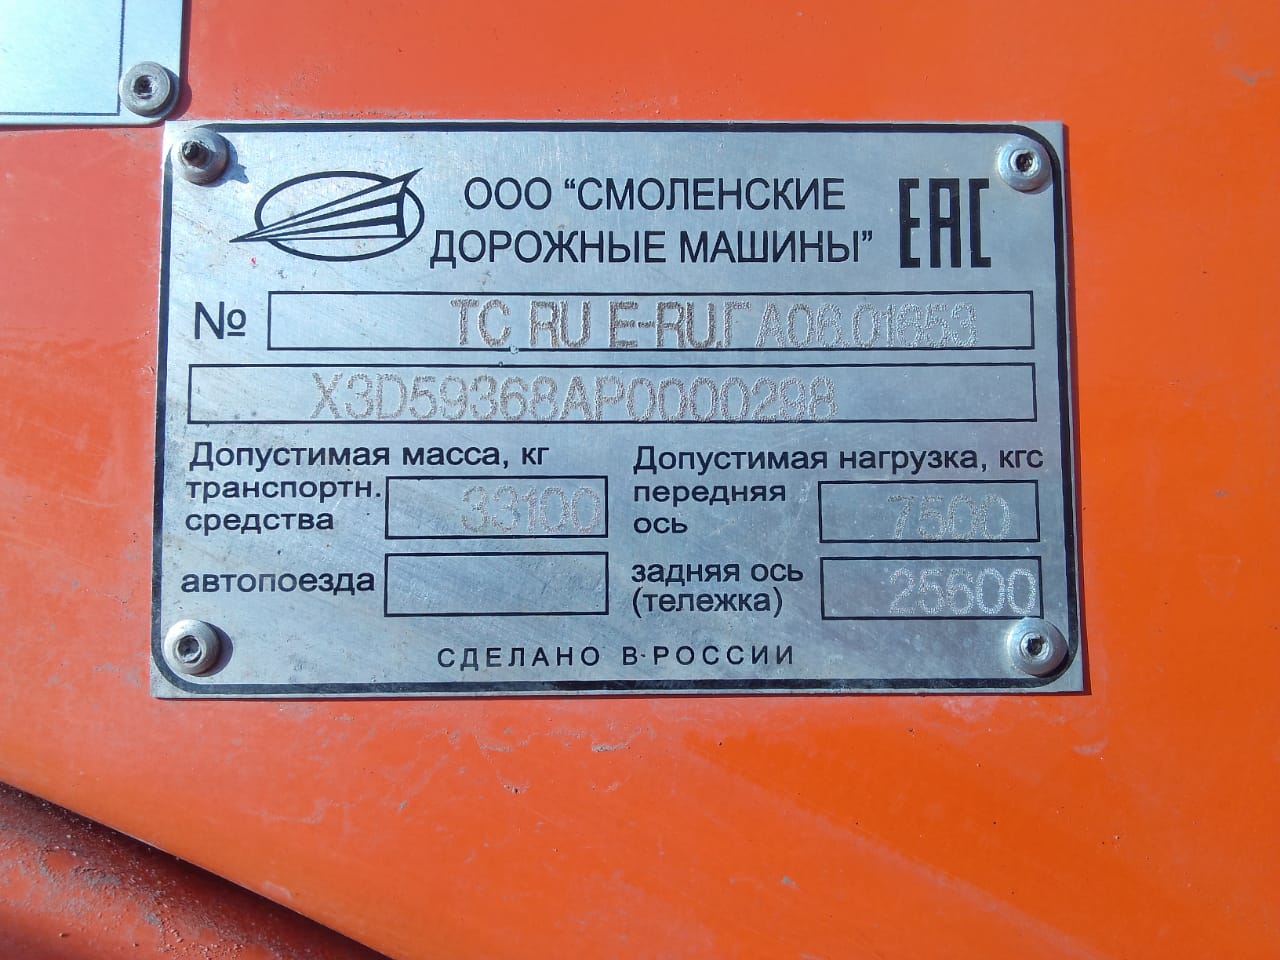 ООО “СМОЛЕНСКИЕ
ДОРОЖНЫЕ МАШИНЫ”
ЕАС
№ ТС RU Е-RU.ГА06.01653
X3D59368AP0000298
Допустимая масса, кг
транспортн. средства 33100
автопоезда
Допустимая нагрузка, кгс
передняя ось 7500
задняя ось (тележка) 25600
СДЕЛАНО В РОССИИ